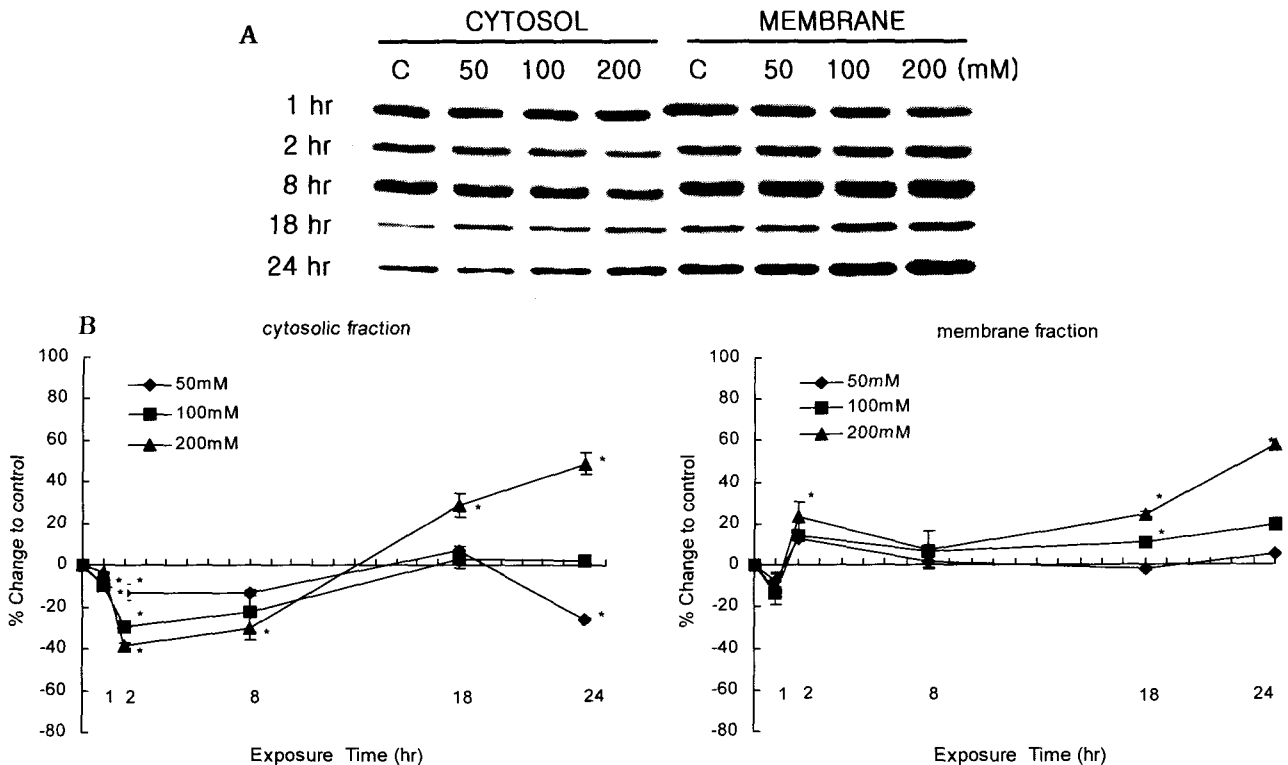 A
CYTOSOL MEMBRANE
C 50 100 200 C 50 100 200 (mM)
1 hr
2 hr
8 hr
18 hr
24 hr
B
cytosolic fraction
100
80
60
40
20
0
-20
-40
-60
-80
% Change to control
50mM
100mM
200mM
* * * * * * * * *
1 2 8 18 24
Exposure Time (hr)
membrane fraction
100
80
60
40
20
0
-20
-40
-60
-80
% Change to control
50mM
100mM
200mM
* * * *
1 2 8 18 24
Exposure Time (hr)